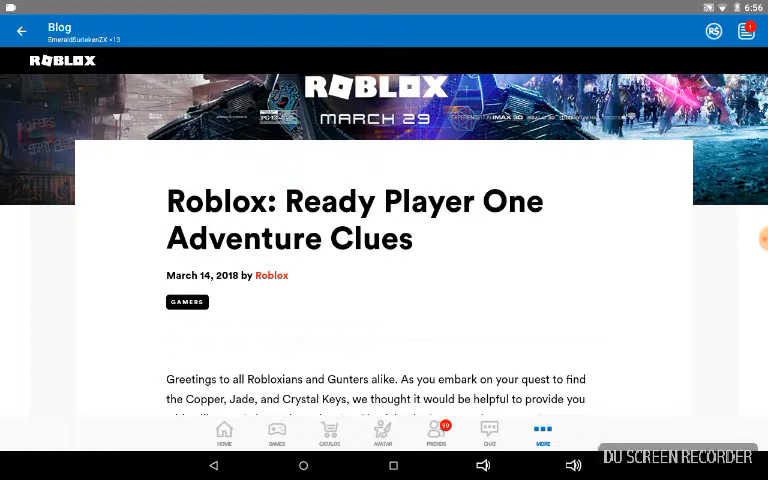 6:56
Blog
EmeraldSuriekenZX <13
R$
1
ROBLOX
ROBLOX
MARCH 29
Roblox: Ready Player One
Adventure Clues
March 14, 2018 by Roblox
GAMERS
Greetings to all Robloxians and Gunters alike. As you embark on your quest to find
the Copper, Jade, and Crystal Keys, we thought it would be helpful to provide you
99
HOME GAMES CATALOG AVATAR FRIENDS CHAT MORE
DU SCREEN RECORDER